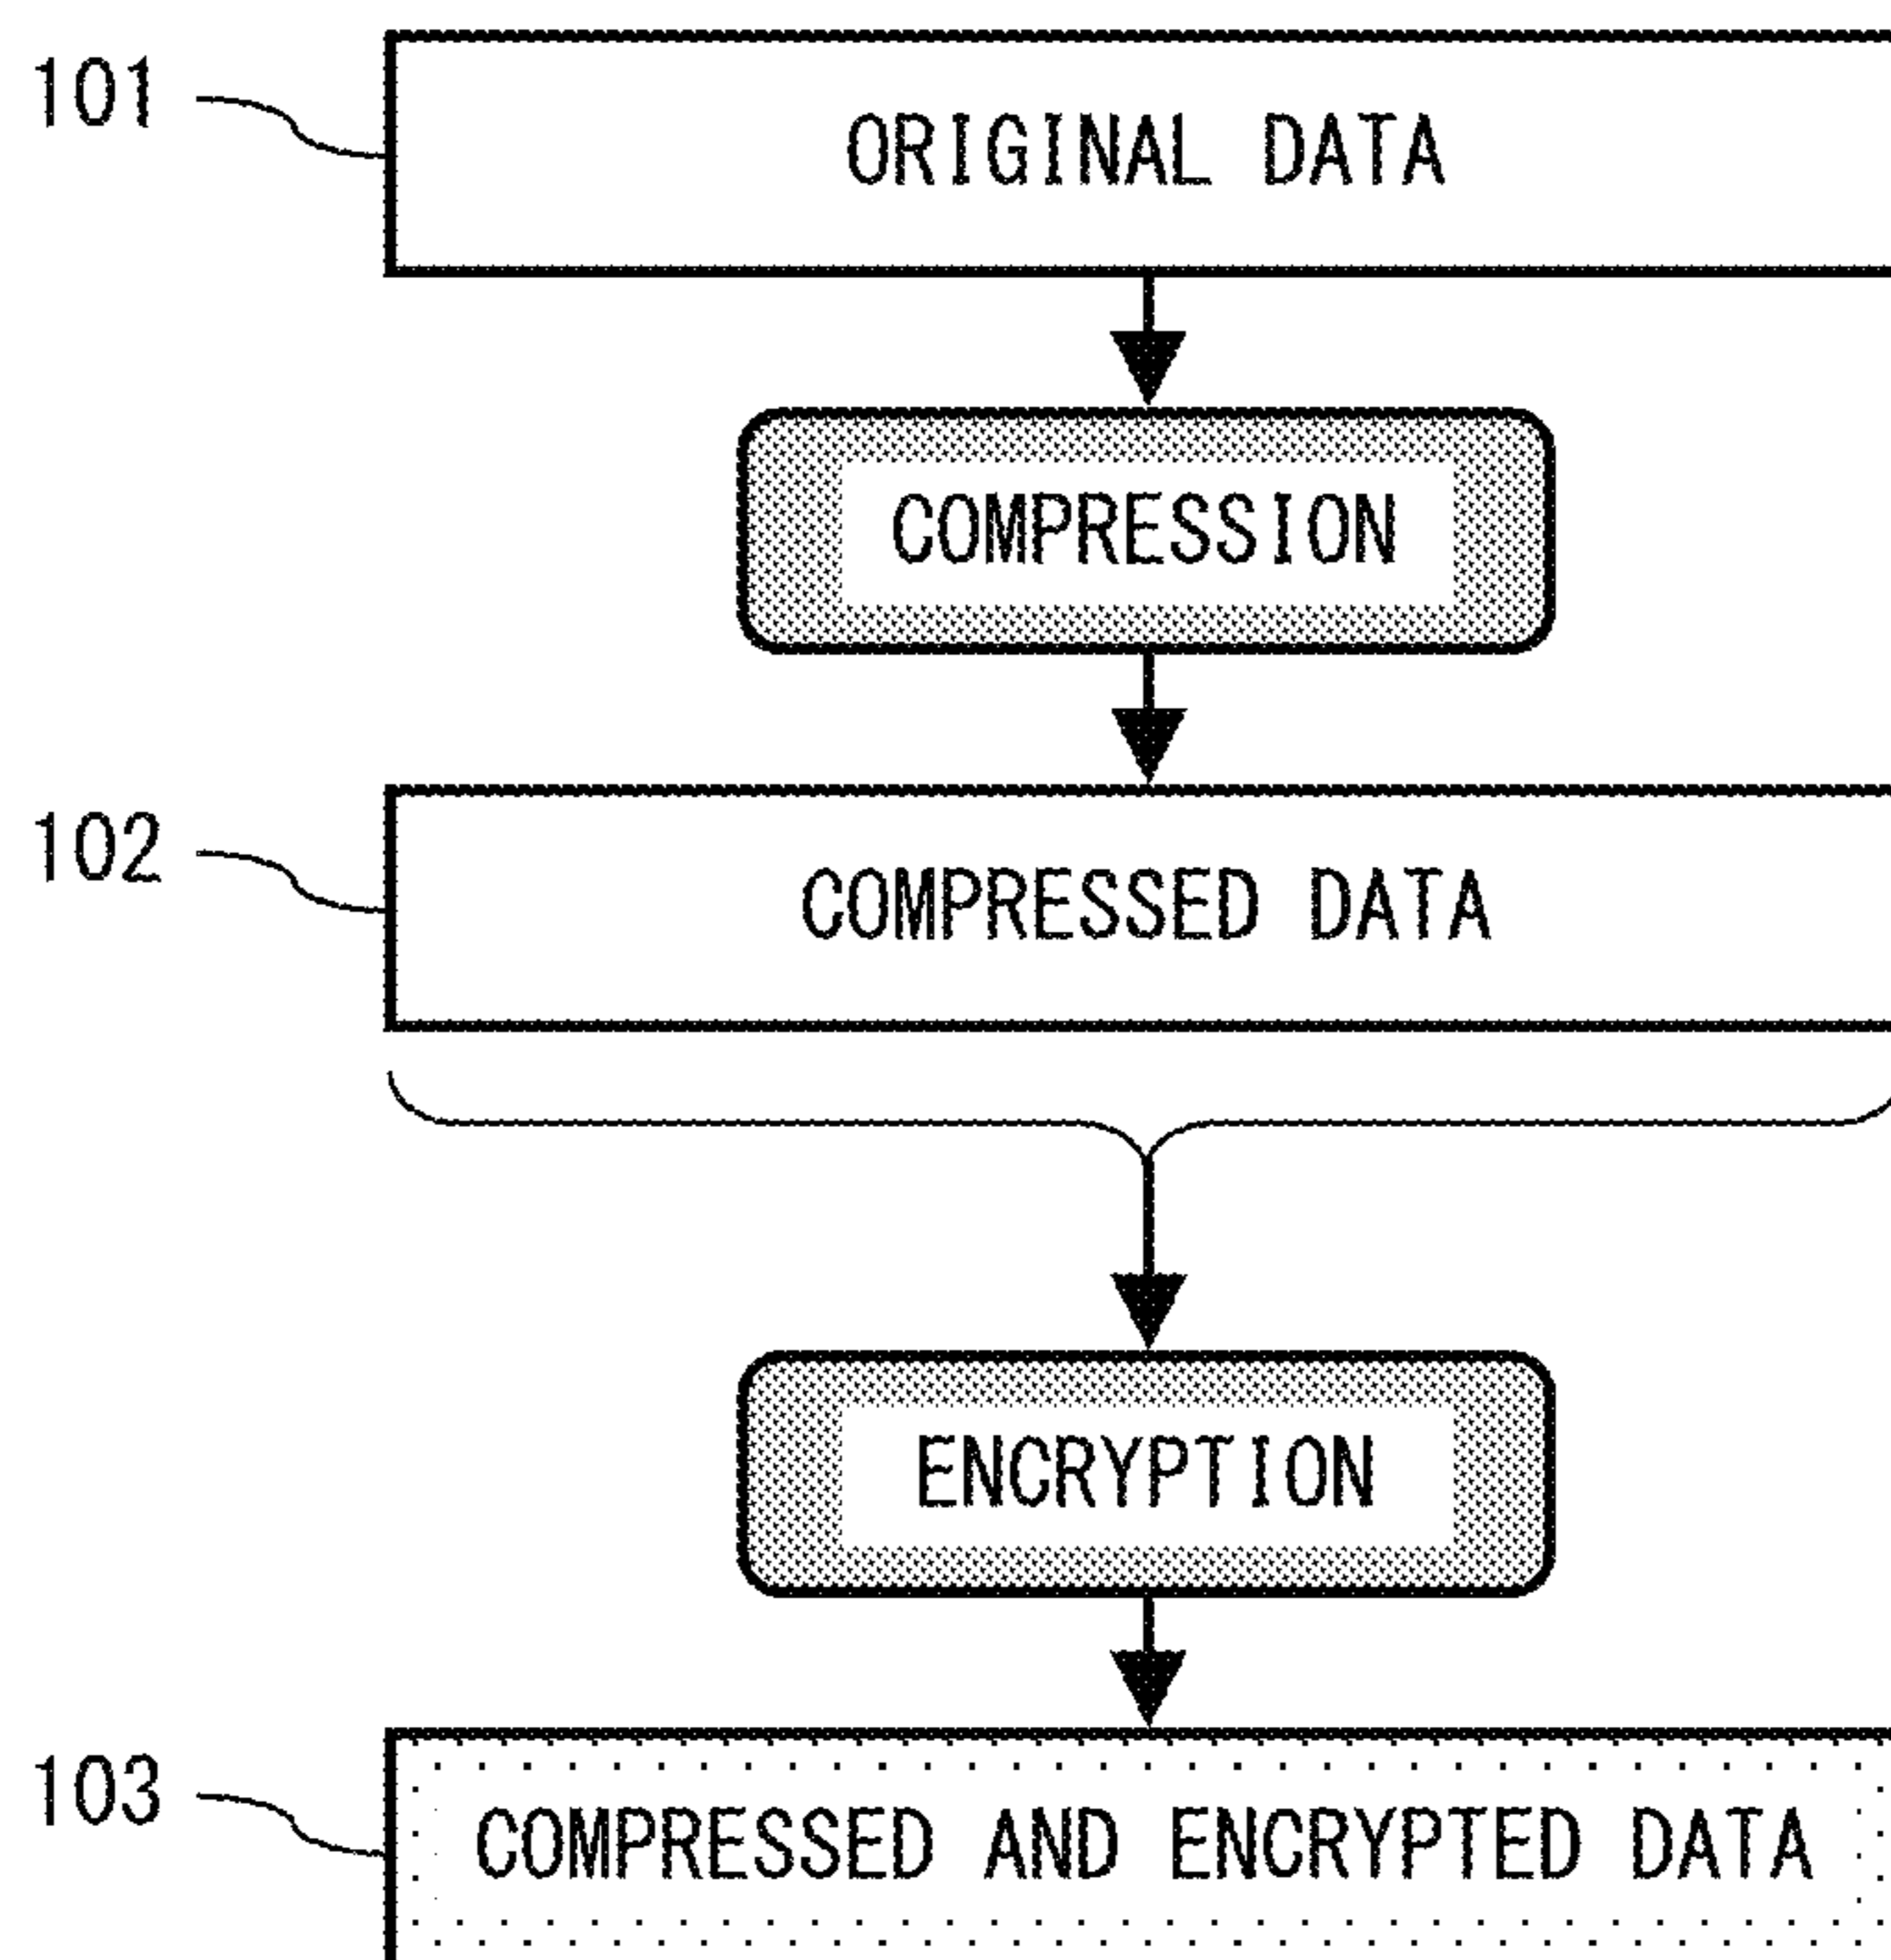 101
ORIGINAL DATA
COMPRESSION
102
COMPRESSED DATA
ENCRYPTION
103
COMPRESSED AND ENCRYPTED DATA